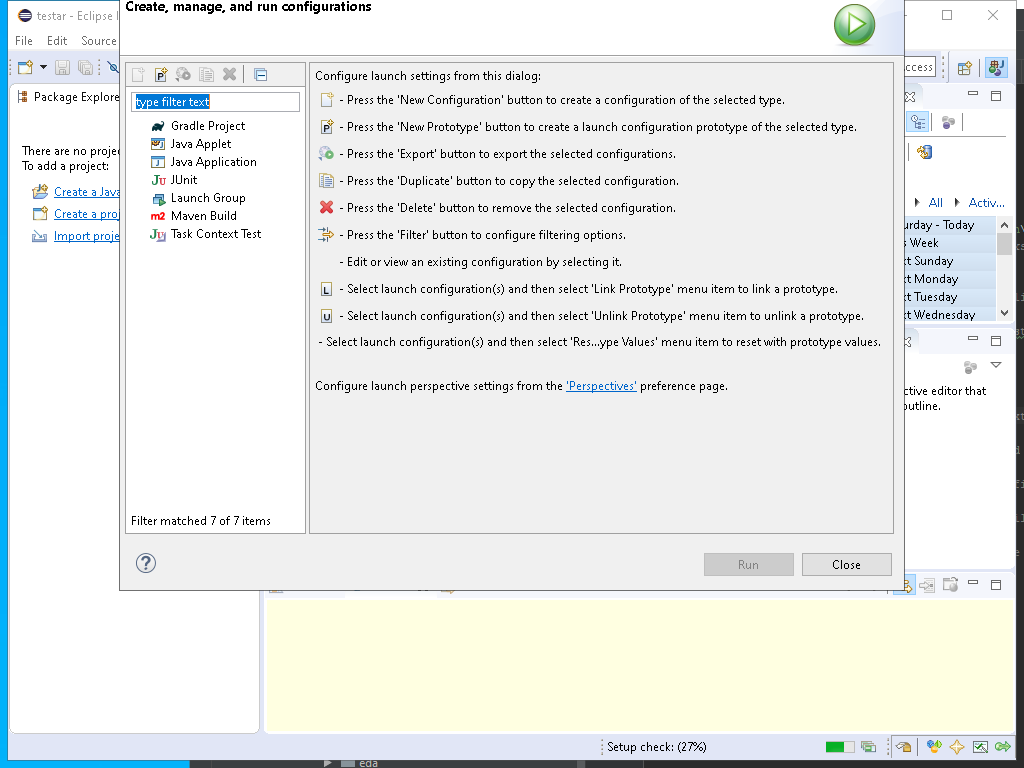 Create, manage, and run configurations
testar - Eclipse I
File Edit Source
type filter text
Gradle Project
Java Applet
Java Application
JUnit
Launch Group
Maven Build
Task Context Test
Filter matched 7 of 7 items
Configure launch settings from this dialog:
- Press the 'New Configuration' button to create a configuration of the selected type.
- Press the 'New Prototype' button to create a launch configuration prototype of the selected type.
- Press the 'Export' button to export the selected configurations.
- Press the 'Duplicate' button to copy the selected configuration.
- Press the 'Delete' button to remove the selected configuration.
- Press the 'Filter' button to configure filtering options.
- Edit or view an existing configuration by selecting it.
L - Select launch configuration(s) and then select 'Link Prototype' menu item to link a prototype.
U - Select launch configuration(s) and then select 'Unlink Prototype' menu item to unlink a prototype.
- Select launch configuration(s) and then select 'Res...ype Values' menu item to reset with prototype values.
Configure launch perspective settings from the 'Perspectives' preference page.
Run Close
Package Explore
There are no projec
To add a project:
Create a Java
Create a proj
Import proje
ccess
All Activ...
urday - Today
s Week
xt Sunday
xt Monday
xt Tuesday
xt Wednesday
ctive editor that
outline.
Setup check: (27%)
eda